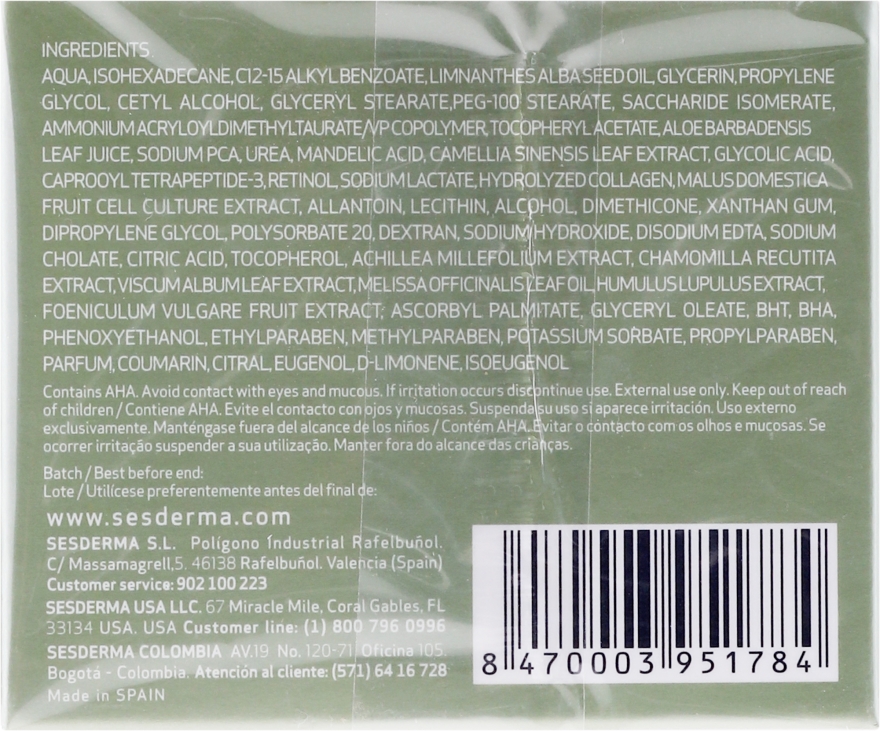 INGREDIENTS
AQUA, ISOHEXADECANE, C12-15 ALKYL BENZOATE, LIMNANTHES ALBA SEED OIL, GLYCERIN, PROPYLENE
GLYCOL, CETYL ALCOHOL, GLYCERYL STEARATE, PEG-100 STEARATE, SACCHARIDE ISOMERATE,
AMMONIUM ACRYLOYLDIMETHYLTAURATE/VP COPOLYMER, TOCOPHERYL ACETATE, ALOE BARBADENSIS
LEAF JUICE, SODIUM PCA, UREA, MANDELIC ACID, CAMELLIA SINENSIS LEAF EXTRACT, GLYCOLIC ACID,
CAPROOYL TETRAPEPTIDE-3, RETINOL, SODIUM LACTATE, HYDROLYZED COLLAGEN, MALUS DOMESTICA
FRUIT CELL CULTURE EXTRACT, ALLANTOIN, LECITHIN, ALCOHOL, DIMETHICONE, XANTHAN GUM,
DIPROPYLENE GLYCOL, POLYSORBATE 20, DEXTRAN, SODIUM HYDROXIDE, DISODIUM EDTA, SODIUM
CHOLATE, CITRIC ACID, TOCOPHEROL, ACHILLEA MILLEFOLIUM EXTRACT, CHAMOMILLA RECUTITA
EXTRACT, VISCUM ALBUM LEAF EXTRACT, MELISSA OFFICINALIS LEAF OIL, HUMULUS LUPULUS EXTRACT,
FOENICULUM VULGARE FRUIT EXTRACT, ASCORBYL PALMITATE, GLYCERYL OLEATE, BHT, BHA,
PHENOXYETHANOL, ETHYLPARABEN, METHYLPARABEN, POTASSIUM SORBATE, PROPYLPARABEN,
PARFUM, COUMARIN, CITRAL, EUGENOL, D-LIMONENE, ISOEUGENOL
Contains AHA. Avoid contact with eyes and mucous. If irritation occurs discontinue use. External use only. Keep out of reach
of children / Contiene AHA. Evite el contacto con ojos y mucosas. Suspenda su uso si aparece irritación. Uso externo
exclusivamente. Manténgase fuera del alcance de los niños / Contém AHA. Evitar o contacto com os olhos e mucosas. Se
ocorrer irritação suspender a sua utilização. Manter fora do alcance das crianças.
Batch / Best before end:
Lote / Utilícese preferentemente antes del final de:
www.sesderma.com
SESDERMA S.L. Polígono Industrial Rafelbuñol.
C/ Massamagrell,5. 46138 Rafelbuñol. Valencia (Spain)
Customer service: 902 100 223
SESDERMA USA LLC. 67 Miracle Mile, Coral Gables, FL
33134 USA. USA Customer line: (1) 800 796 0996
SESDERMA COLOMBIA AV.19 No. 120-71 Oficina 105.
Bogotá - Colombia. Atención al cliente: (571) 64 16 728
Made in SPAIN
8 470003 951784